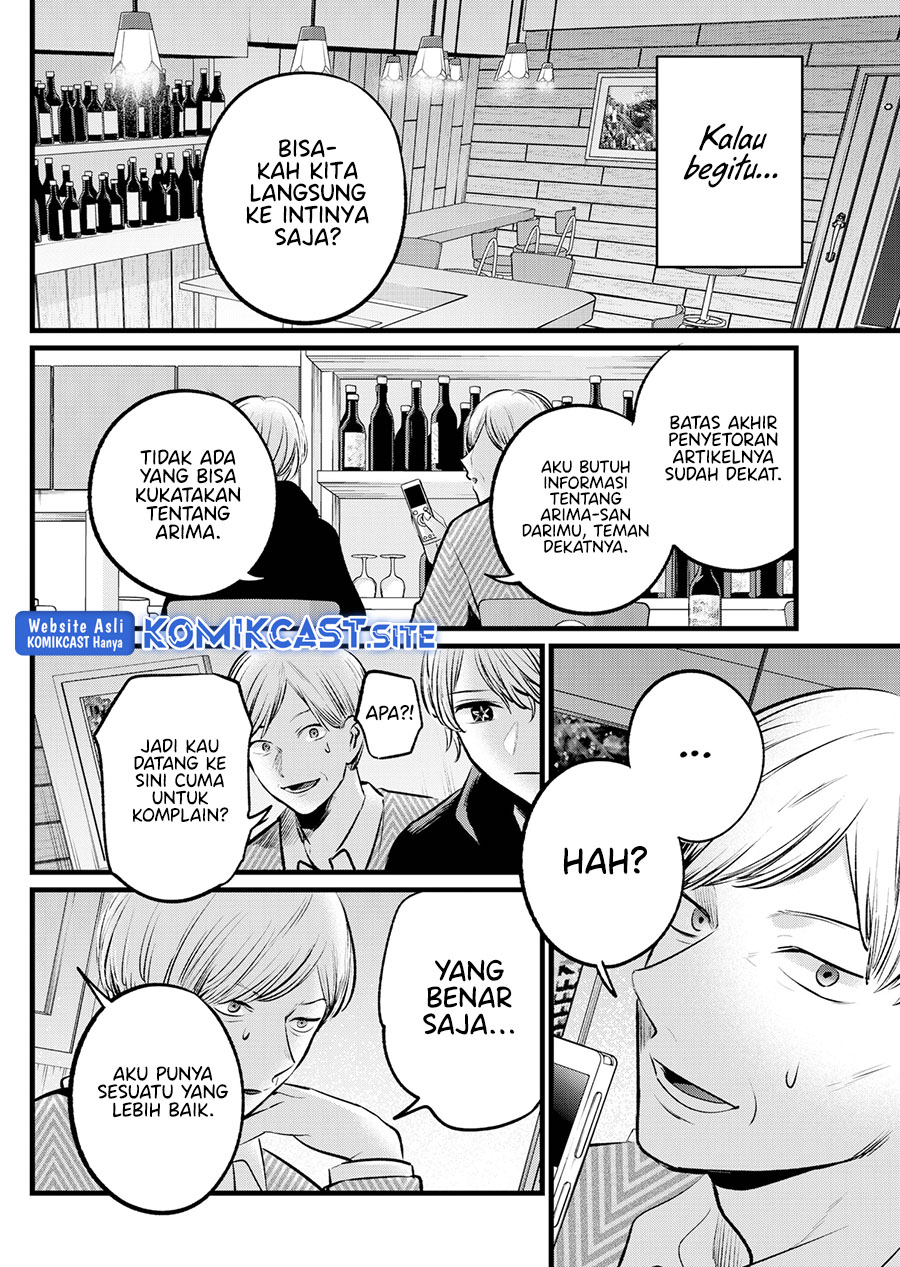 Kalau
begitu...
BISA-
KAH KITA
LANGSUNG
KE INTINYA
SAJA?
BATAS AKHIR
PENYETORAN
ARTIKELNYA
SUDAH DEKAT.
AKU BUTUH
INFORMASI
TENTANG
ARIMA-SAN
DARIMU, TEMAN
DEKATNYA.
TIDAK ADA
YANG BISA
KUKATAKAN
TENTANG
ARIMA.
Website Asli
KOMIKCAST Hanya
KOMIKCAST.SITE
...
HAH?
APA?!
JADI KAU
DATANG KE
SINI CUMA
UNTUK
KOMPLAIN?
YANG
BENAR
SAJA...
AKU PUNYA
SESUATU YANG
LEBIH BAIK.